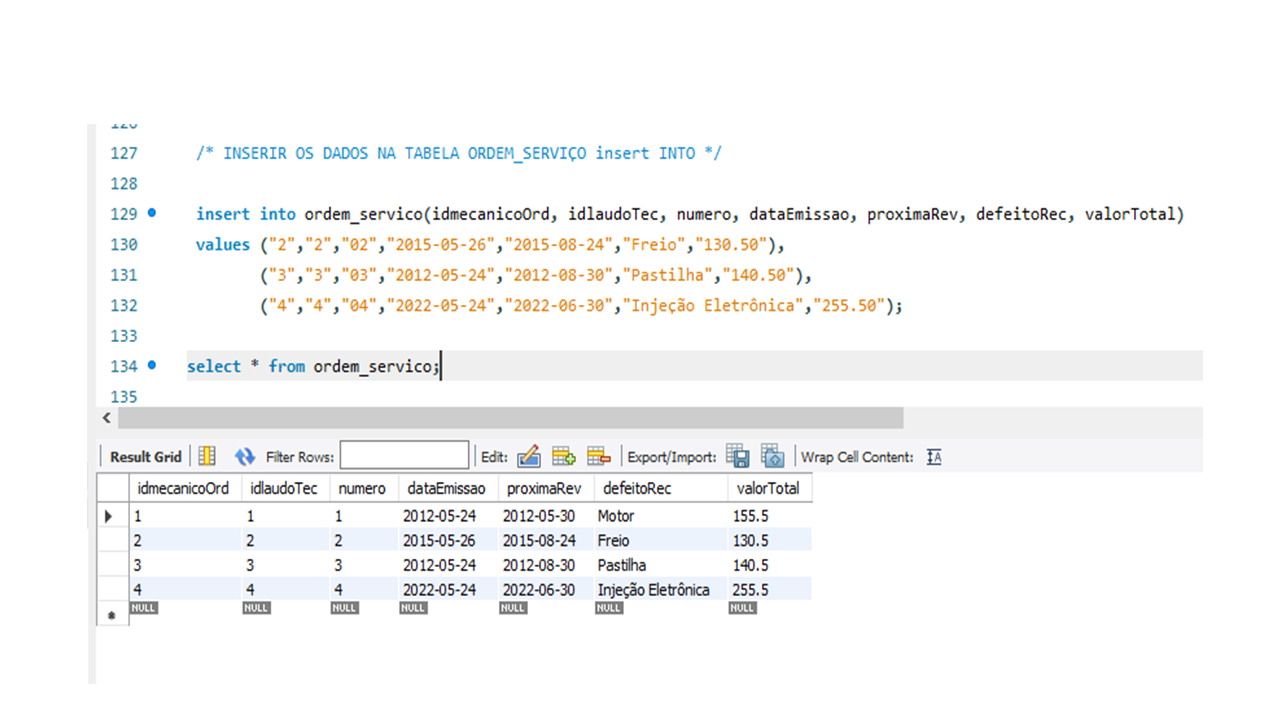 126
127 /* INSERIR OS DADOS NA TABELA ORDEM_SERVIÇO insert INTO */
128
129 insert into ordem_servico(idmecanicoOrd, idlaudoTec, numero, dataEmissao, proximaRev, defeitoRec, valorTotal)
130 values ("2","2","02","2015-05-26","2015-08-24","Freio","130.50"),
131 ("3","3","03","2012-05-24","2012-08-30","Pastilha","140.50"),
132 ("4","4","04","2022-05-24","2022-06-30","Injeção Eletrônica","255.50");
133
134 select * from ordem_servico;
135
Result Grid Filter Rows: Edit: Export/Import: Wrap Cell Content: IA
idmecanicoOrd idlaudoTec numero dataEmissao proximaRev defeitoRec valorTotal
1 1 1 2012-05-24 2012-05-30 Motor 155.5
2 2 2 2015-05-26 2015-08-24 Freio 130.5
3 3 3 2012-05-24 2012-08-30 Pastilha 140.5
4 4 4 2022-05-24 2022-06-30 Injeção Eletrônica 255.5
NULL NULL NULL NULL NULL NULL NULL